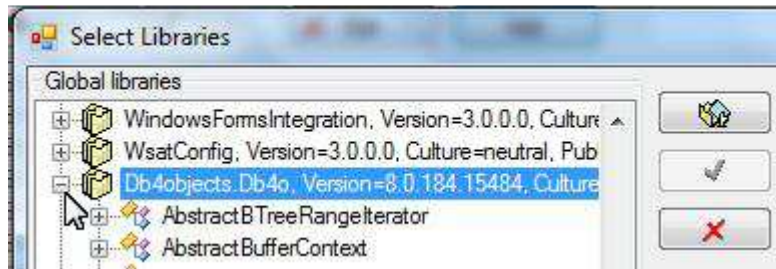 Select Libraries
Global libraries
WindowsFormsIntegration, Version=3.0.0.0, Culture
WsatConfig, Version=3.0.0.0, Culture=neutral, Pub
Db4objects.Db4o, Version=8.0.184.15484, Culture
AbstractBTreeRangeIterator
AbstractBufferContext